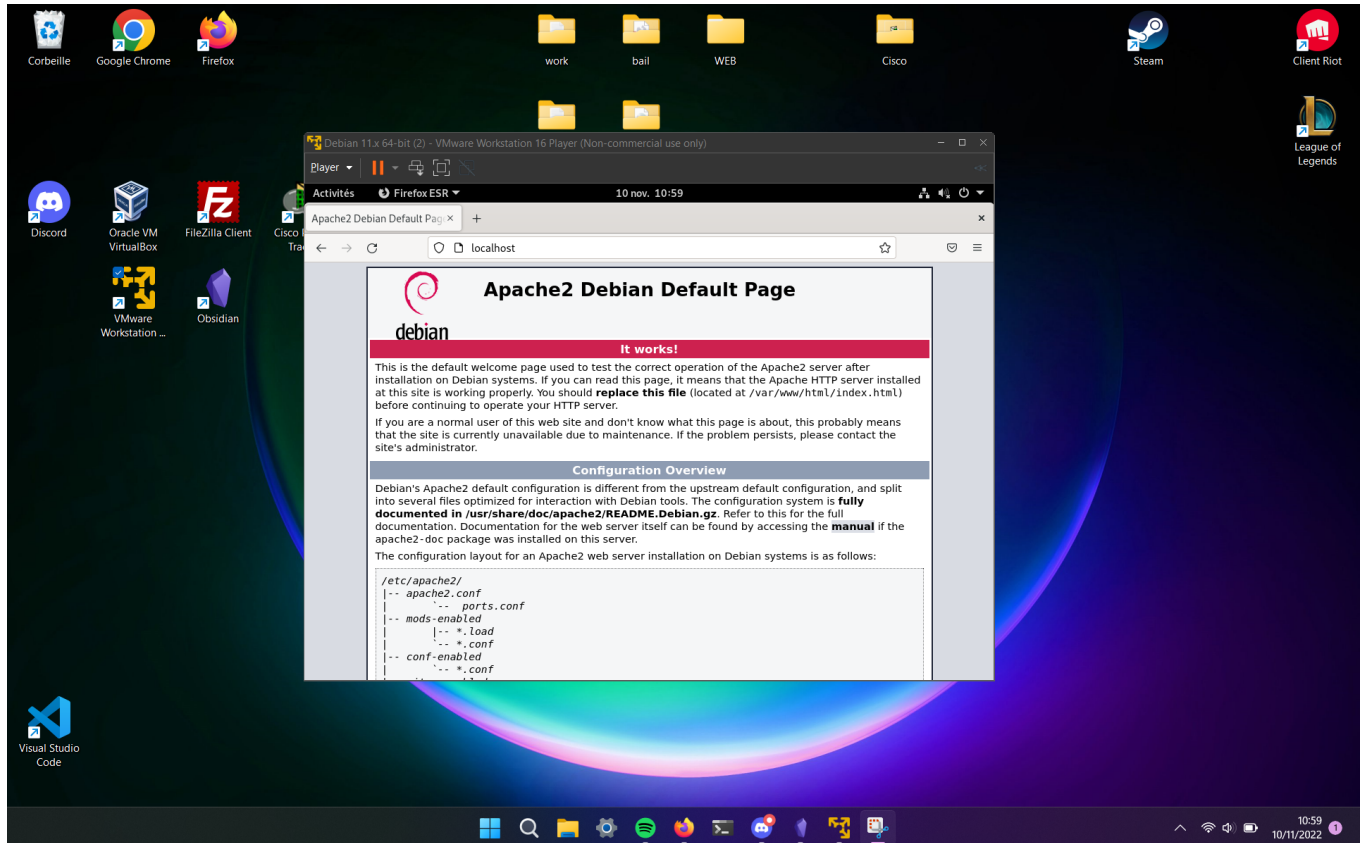 Corbeille
Google Chrome
Firefox
work
bail
WEB
Cisco
Steam
Client Riot
League of
Legends
Discord
Oracle VM
VirtualBox
FileZilla Client
Cisco
Tra
VMware
Workstation ...
Obsidian
Visual Studio
Code
Debian 11.x 64-bit (2) - VMware Workstation 16 Player (Non-commercial use only)
Player
Activités
Firefox ESR
10 nov. 10:59
Apache2 Debian Default Pag
localhost
debian
Apache2 Debian Default Page
It works!
This is the default welcome page used to test the correct operation of the Apache2 server after
installation on Debian systems. If you can read this page, it means that the Apache HTTP server installed
at this site is working properly. You should replace this file (located at /var/www/html/index.html)
before continuing to operate your HTTP server.
If you are a normal user of this web site and don't know what this page is about, this probably means
that the site is currently unavailable due to maintenance. If the problem persists, please contact the
site's administrator.
Configuration Overview
Debian's Apache2 default configuration is different from the upstream default configuration, and split
into several files optimized for interaction with Debian tools. The configuration system is fully
documented in /usr/share/doc/apache2/README.Debian.gz. Refer to this for the full
documentation. Documentation for the web server itself can be found by accessing the manual if the
apache2-doc package was installed on this server.
The configuration layout for an Apache2 web server installation on Debian systems is as follows:
/etc/apache2/
|-- apache2.conf
|       `--  ports.conf
|-- mods-enabled
|       |-- *.load
|       `-- *.conf
|-- conf-enabled
|       `-- *.conf
10:59
10/11/2022
1